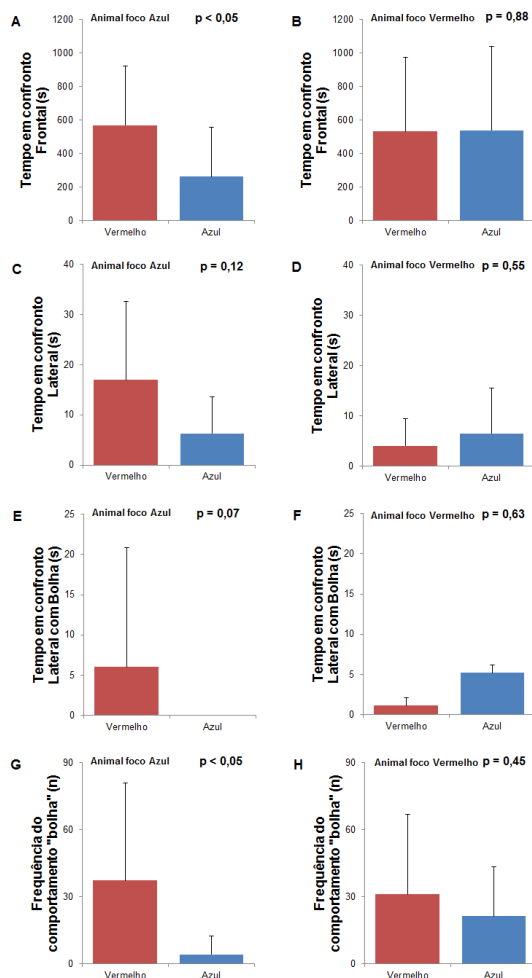 A
Animal foco Azul
p < 0,05
Tempo em confronto
Frontal (s)
1200
1000
800
600
400
200
0
Vermelho
Azul
B
Animal foco Vermelho
p = 0,88
Tempo em confronto
Frontal (s)
1200
1000
800
600
400
200
0
Vermelho
Azul
C
Animal foco Azul
p = 0,12
Tempo em confronto
Lateral (s)
40
30
20
10
0
Vermelho
Azul
D
Animal foco Vermelho
p = 0,55
Tempo em confronto
Lateral (s)
40
30
20
10
0
Vermelho
Azul
E
Animal foco Azul
p = 0,07
Tempo em confronto
Lateral com Bolha (s)
25
20
15
10
5
0
Vermelho
Azul
F
Animal foco Vermelho
p = 0,63
Tempo em confronto
Lateral com Bolha (s)
25
20
15
10
5
0
Vermelho
Azul
G
Animal foco Azul
p < 0,05
Frequência do
comportamento "bolha" (n)
90
60
30
0
Vermelho
Azul
H
Animal foco Vermelho
p = 0,45
Frequência do
comportamento "bolha" (n)
90
60
30
0
Vermelho
Azul